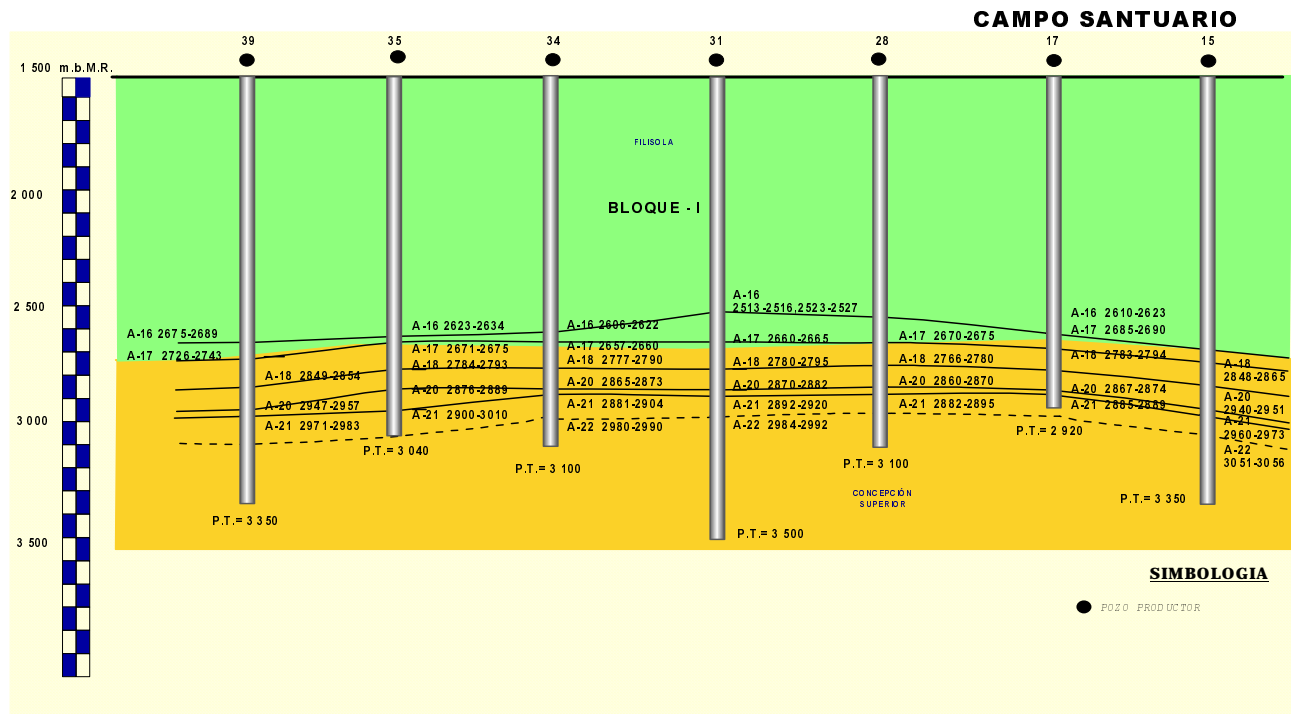 CAMPO SANTUARIO
39 35 34 31 28 17 15
1 500 m.b.M.R.
FILISOLA
2 000
BLOQUE - I
2 500
A-16 2675-2689
A-17 2726-2743
A-18 2849-2854
A-20 2947-2957
A-21 2971-2983
P.T.= 3 350
A-16 2623-2634
A-17 2671-2675
A-18 2784-2793
A-20 2876-2889
A-21 2900-3010
P.T.= 3 040
A-16 2606-2622
A-17 2657-2660
A-18 2777-2790
A-20 2865-2873
A-21 2881-2904
A-22 2980-2990
P.T.= 3 100
A-16
2513-2516,2523-2527
A-17 2660-2665
A-18 2780-2795
A-20 2870-2882
A-21 2892-2920
A-22 2984-2992
P.T.= 3 500
A-17 2670-2675
A-18 2766-2780
A-20 2860-2870
A-21 2882-2895
P.T.= 3 100
A-16 2610-2623
A-17 2685-2690
A-18 2783-2794
A-20 2867-2874
A-21 2885-2889
P.T.= 2 920
A-18
2848-2865
A-20
2940-2951
A-21
2960-2973
A-22
3051-3056
P.T.= 3 350
3 000
CONCEPCIÓN
SUPERIOR
3 500
SIMBOLOGIA
POZO PRODUCTOR